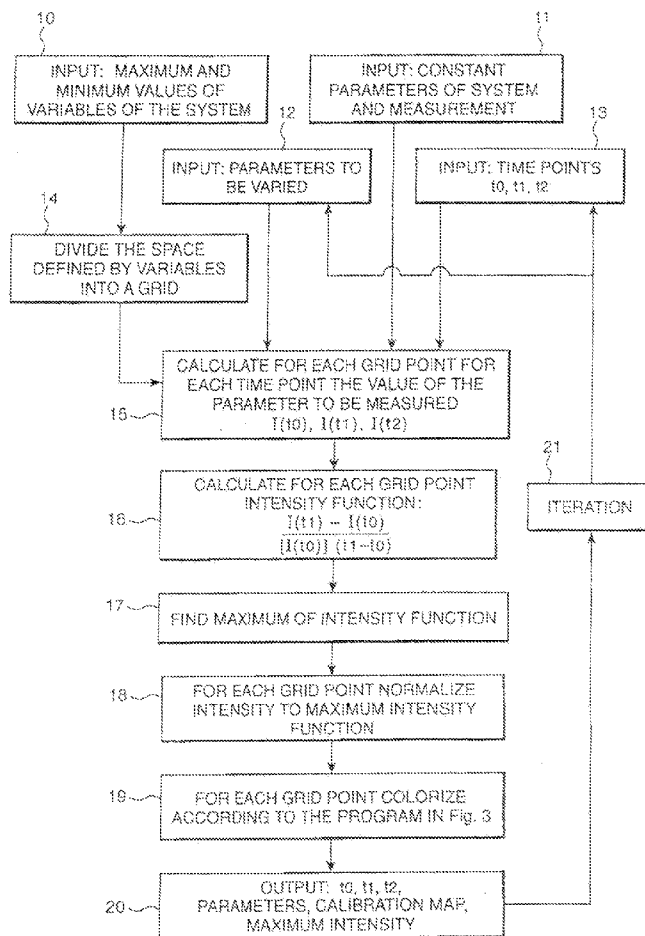 10
INPUT: MAXIMUM AND
MINIMUM VALUES OF
VARIABLES OF THE SYSTEM
11
INPUT: CONSTANT
PARAMETERS OF SYSTEM
AND MEASUREMENT
12
INPUT: PARAMETERS TO
BE VARIED
13
INPUT: TIME POINTS
t0, t1, t2
14
DIVIDE THE SPACE
DEFINED BY VARIABLES
INTO A GRID
15
CALCULATE FOR EACH GRID POINT FOR
EACH TIME POINT THE VALUE OF THE
PARAMETER TO BE MEASURED
I(t0), I(t1), I(t2)
16
CALCULATE FOR EACH GRID POINT
INTENSITY FUNCTION:
I(t1) - I(t0)
[I(t0)] (t1-t0)
17
FIND MAXIMUM OF INTENSITY FUNCTION
18
FOR EACH GRID POINT NORMALIZE
INTENSITY TO MAXIMUM INTENSITY
FUNCTION
19
FOR EACH GRID POINT COLORIZE
ACCORDING TO THE PROGRAM IN Fig. 3
20
OUTPUT: t0, t1, t2,
PARAMETERS, CALIBRATION MAP,
MAXIMUM INTENSITY
21
ITERATION